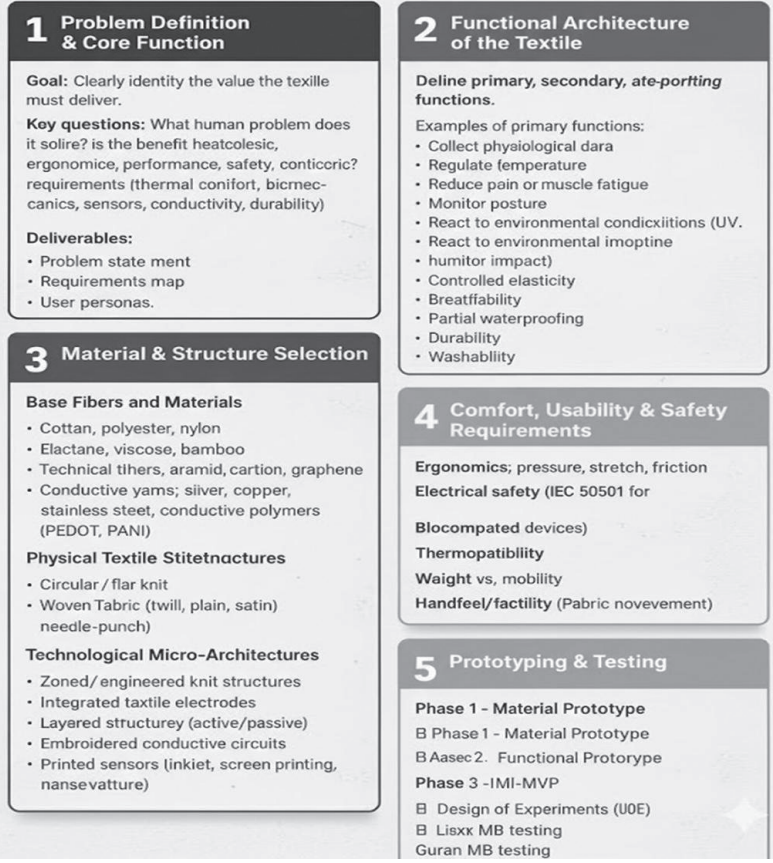 1 Problem Definition
& Core Function
Goal: Clearly identity the value the texille
must deliver.
Key questions: What human problem does
it solire? is the benefit heatcolesic,
ergonomice, performance, safety, conticcric?
requirements (thermal conifort, bicmec-
canics, sensors, conductivity, durability)
Deliverables:
• Problem state ment
• Requirements map
• User personas.
2 Functional Architecture
of the Textile
Deline primary, secondary, ate-porftting
functions.
Examples of primary functions:
• Collect phyaiological dara
• Regulate femperature
• Reduce pain or muscle fatigue
• Monitor posture
• React to environmental condicxiitions (UV.
• React to environmental imoptine
• humitor impact)
• Controlled elasticity
• Breatffability
• Partial waterproofing
• Durability
• Washabllity
3 Material & Structure Selection
Base Fibers and Materials
• Cottan, polyester, nylon
• Elactane, viscose, bamboo
• Technical tihers, aramid, cartion, graphene
• Conductive yams; siiver, copper,
stainless steet, conductive polymers
(PEDOT, PANI)
Physical Textile Stitetnactures
• Circular / flar knit
• Woven Tabric (twill, plain, satin)
needle-punch)
Technological Micro-Architectures
• Zoned/engineered knit structures
• Integrated taxtile electrodes
• Layared structurey (active/passive)
• Embroidered conductive circuits
• Printed sensors (inkiet, screen printing,
nansevatture)
4 Comfort, Usability & Safety
Requirements
Ergonomics; pressure, stretch, friction
Electrical safety (IEC 50501 for
Blocompated devices)
Thermopatibliity
Waight vs, mobility
Handfeel/factility (Pabric novevement)
5 Prototyping & Testing
Phase 1 - Material Prototype
B Phase 1 - Material Prototype
B Aasec 2. Functional Protorype
Phase 3 -IMI-MVP
B Design of Experiments (U0E)
B Lisxx MB testing
Guran MB testing